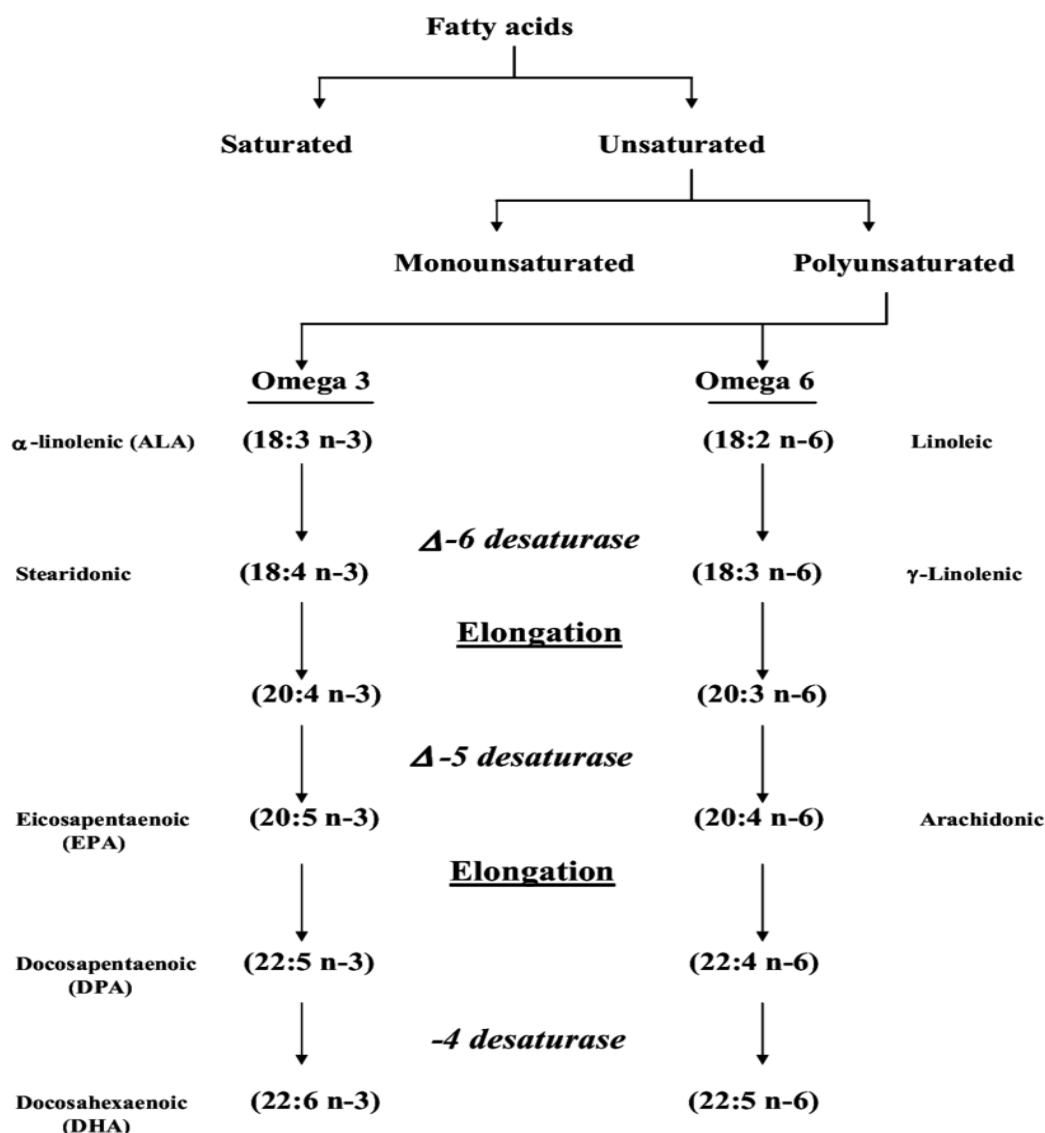 Fatty acids
Saturated Unsaturated
Monounsaturated Polyunsaturated
Omega 3 Omega 6
α-linolenic (ALA) (18:3 n-3) (18:2 n-6) Linoleic
Δ-6 desaturase
Stearidonic (18:4 n-3) (18:3 n-6) γ-Linolenic
Elongation
(20:4 n-3) (20:3 n-6)
Δ-5 desaturase
Eicosapentaenoic (20:5 n-3) (20:4 n-6) Arachidonic
(EPA)
Elongation
Docosapentaenoic (22:5 n-3) (22:4 n-6)
(DPA)
-4 desaturase
Docosahexaenoic (22:6 n-3) (22:5 n-6)
(DHA)